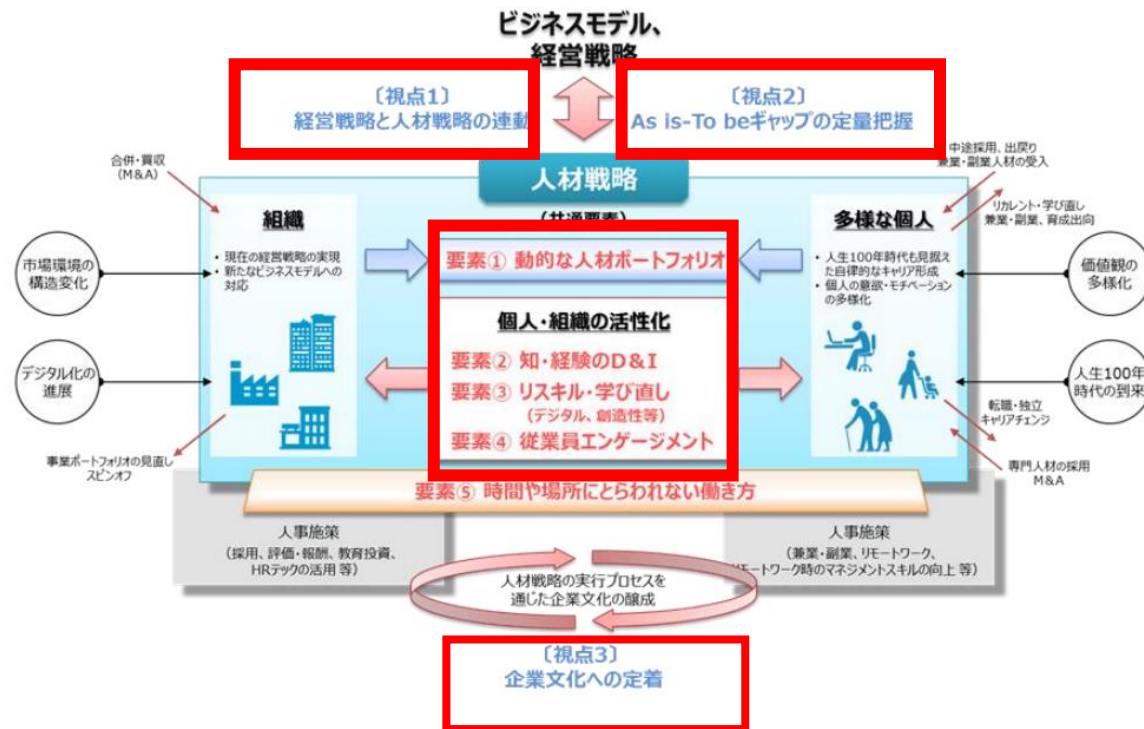 ビジネスモデル、
経営戦略
〔視点1〕
経営戦略と人材戦略の連動
〔視点2〕
As is-To beギャップの定量把握
合併・買収
(M&A)
中途採用、出戻り
兼業・副業人材の受入
人材戦略
(共通要素)
リカレント・学び直し
兼業・副業、育成出向
組織
・現在の経営戦略の実現
・新たなビジネスモデルへの
対応
要素① 動的な人材ポートフォリオ
多様な個人
・人生100年時代も見据え
た自律的なキャリア形成
・個人の意欲・モチベーション
の多様化
市場環境の
構造変化
価値観の
多様化
個人・組織の活性化
要素② 知・経験のD&I
要素③ リスキル・学び直し
(デジタル、創造性等)
要素④ 従業員エンゲージメント
デジタル化の
進展
人生100年
時代の到来
転職・独立
キャリアチェンジ
事業ポートフォリオの見直し
スピンオフ
専門人材の採用
M&A
要素⑤ 時間や場所にとらわれない働き方
人事施策
(採用、評価・報酬、教育投資、
HRテックの活用 等)
人事施策
(兼業・副業、リモートワーク、
リモートワーク時のマネジメントスキルの向上 等)
人材戦略の実行プロセスを
通じた企業文化の醸成
〔視点3〕
企業文化への定着